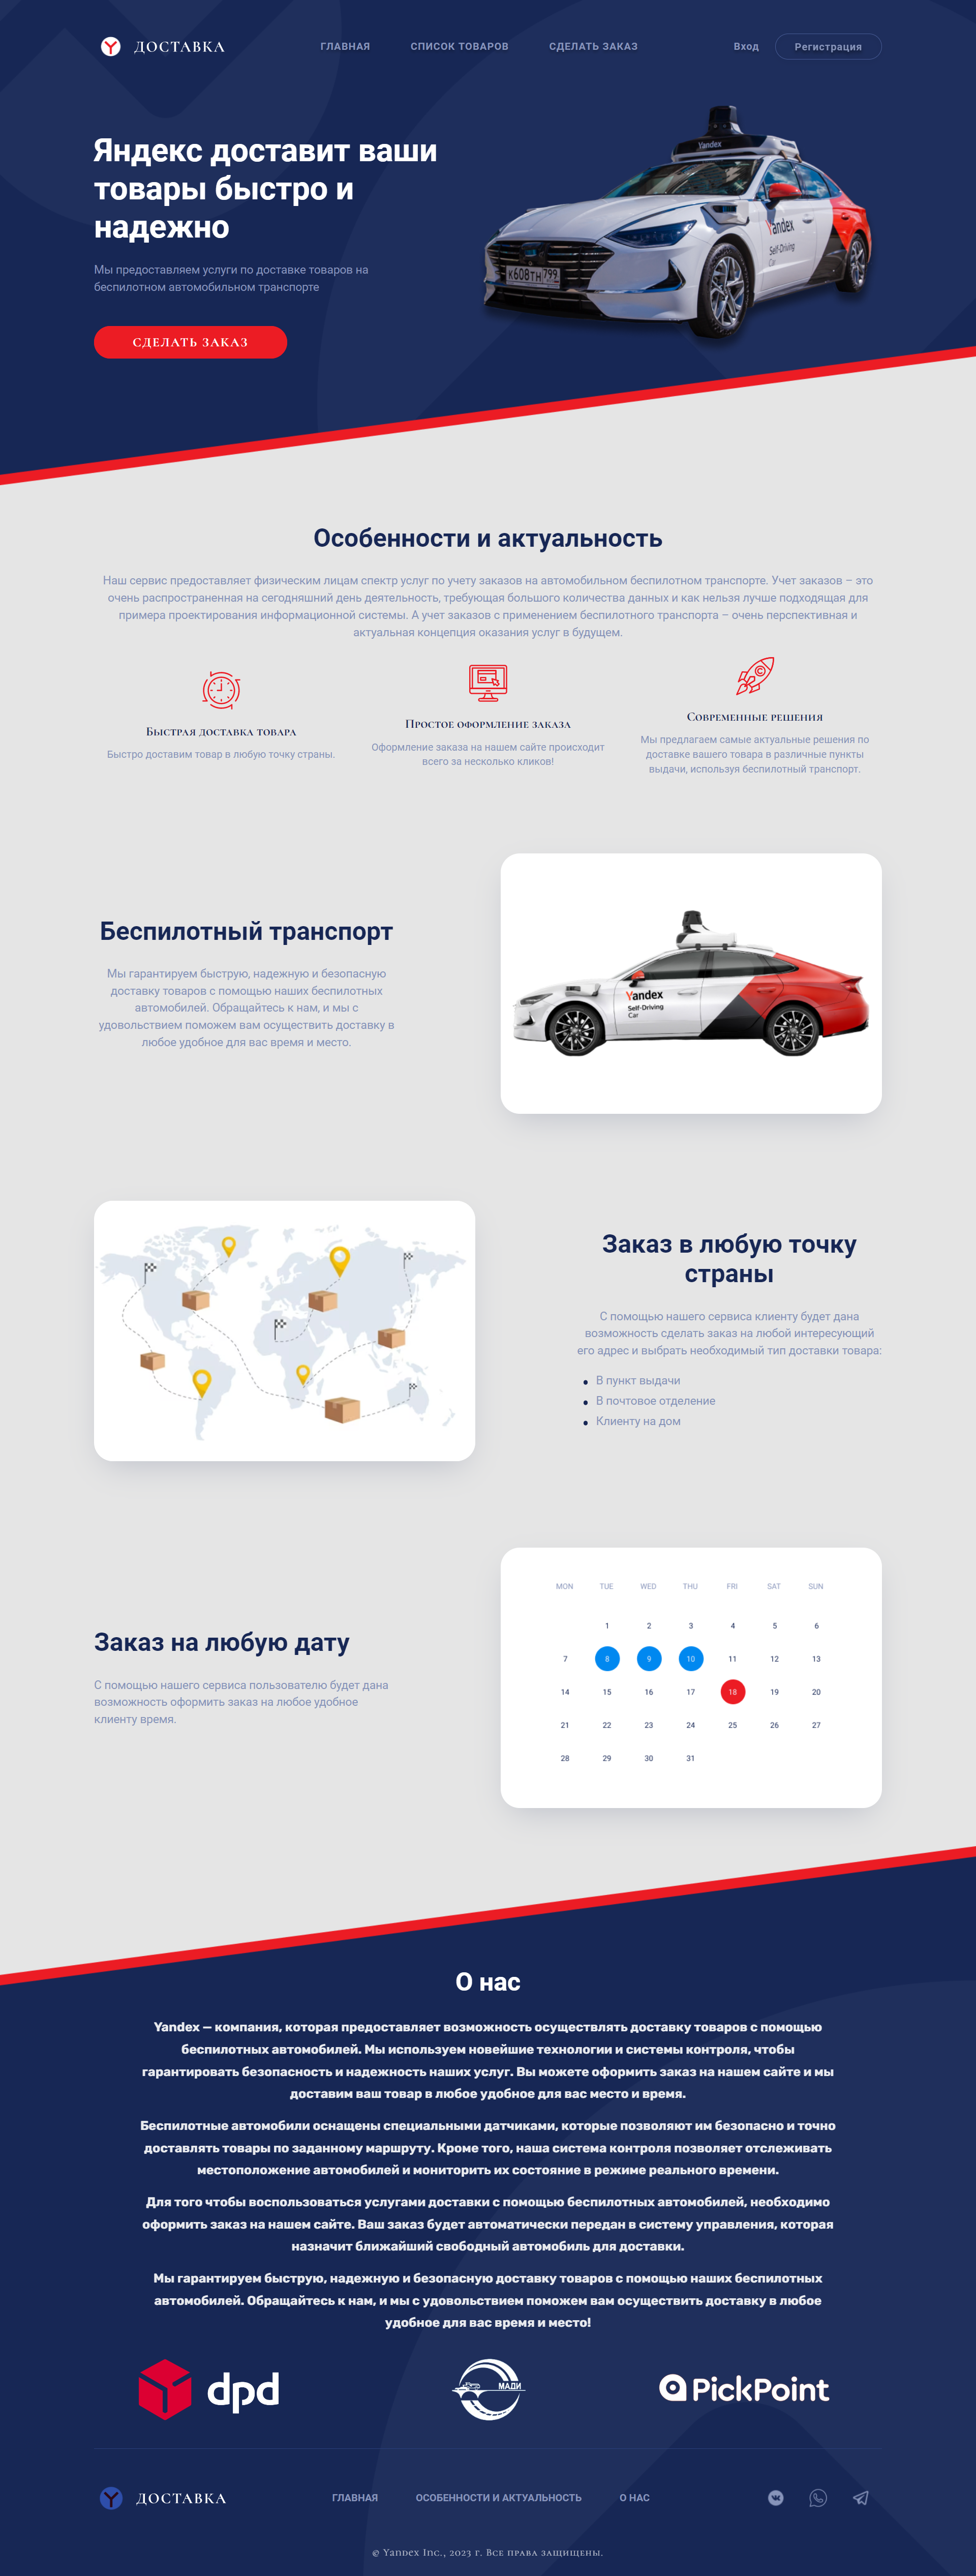 ДОСТАВКА
ГЛАВНАЯ
СПИСОК ТОВАРОВ
СДЕЛАТЬ ЗАКАЗ
Вход
Регистрация
Яндекс доставит ваши
товары быстро и
надежно
Мы предоставляем услуги по доставке товаров на
беспилотном автомобильном транспорте
СДЕЛАТЬ ЗАКАЗ
Yandex
Yandex
Self-Driving
Car
К608ТН 799
Особенности и актуальность
Наш сервис предоставляет физическим лицам спектр услуг по учету заказов на автомобильном беспилотном транспорте. Учет заказов – это
очень распространенная на сегодняшний день деятельность, требующая большого количества данных и как нельзя лучше подходящая для
примера проектирования информационной системы. А учет заказов с применением беспилотного транспорта – очень перспективная и
актуальная концепция оказания услуг в будущем.
Быстрая доставка товара
Быстро доставим товар в любую точку страны.
Простое оформление заказа
Оформление заказа на нашем сайте происходит
всего за несколько кликов!
Современные решения
Мы предлагаем самые актуальные решения по
доставке вашего товара в различные пункты
выдачи, используя беспилотный транспорт.
Беспилотный транспорт
Мы гарантируем быструю, надежную и безопасную
доставку товаров с помощью наших беспилотных
автомобилей. Обращайтесь к нам, и мы с
удовольствием поможем вам осуществить доставку в
любое удобное для вас время и место.
Yandex
Self-Driving
Car
Заказ в любую точку
страны
С помощью нашего сервиса клиенту будет дана
возможность сделать заказ на любой интересующий
его адрес и выбрать необходимый тип доставки товара:
В пункт выдачи
В почтовое отделение
Клиенту на дом
Заказ на любую дату
С помощью нашего сервиса пользователю будет дана
возможность оформить заказ на любое удобное
клиенту время.
MON TUE WED THU FRI SAT SUN
1 2 3 4 5 6
7 8 9 10 11 12 13
14 15 16 17 18 19 20
21 22 23 24 25 26 27
28 29 30 31
О нас
Yandex — компания, которая предоставляет возможность осуществлять доставку товаров с помощью
беспилотных автомобилей. Мы используем новейшие технологии и системы контроля, чтобы
гарантировать безопасность и надежность наших услуг. Вы можете оформить заказ на нашем сайте и мы
доставим ваш товар в любое удобное для вас место и время.
Беспилотные автомобили оснащены специальными датчиками, которые позволяют им безопасно и точно
доставлять товары по заданному маршруту. Кроме того, наша система контроля позволяет отслеживать
местоположение автомобилей и мониторить их состояние в режиме реального времени.
Для того чтобы воспользоваться услугами доставки с помощью беспилотных автомобилей, необходимо
оформить заказ на нашем сайте. Ваш заказ будет автоматически передан в систему управления, которая
назначит ближайший свободный автомобиль для доставки.
Мы гарантируем быструю, надежную и безопасную доставку товаров с помощью наших беспилотных
автомобилей. Обращайтесь к нам, и мы с удовольствием поможем вам осуществить доставку в любое
удобное для вас время и место!
dpd
МАДИ
PickPoint
ДОСТАВКА
ГЛАВНАЯ
ОСОБЕННОСТИ И АКТУАЛЬНОСТЬ
О НАС
© Yandex Inc., 2023 г. Все права защищены.